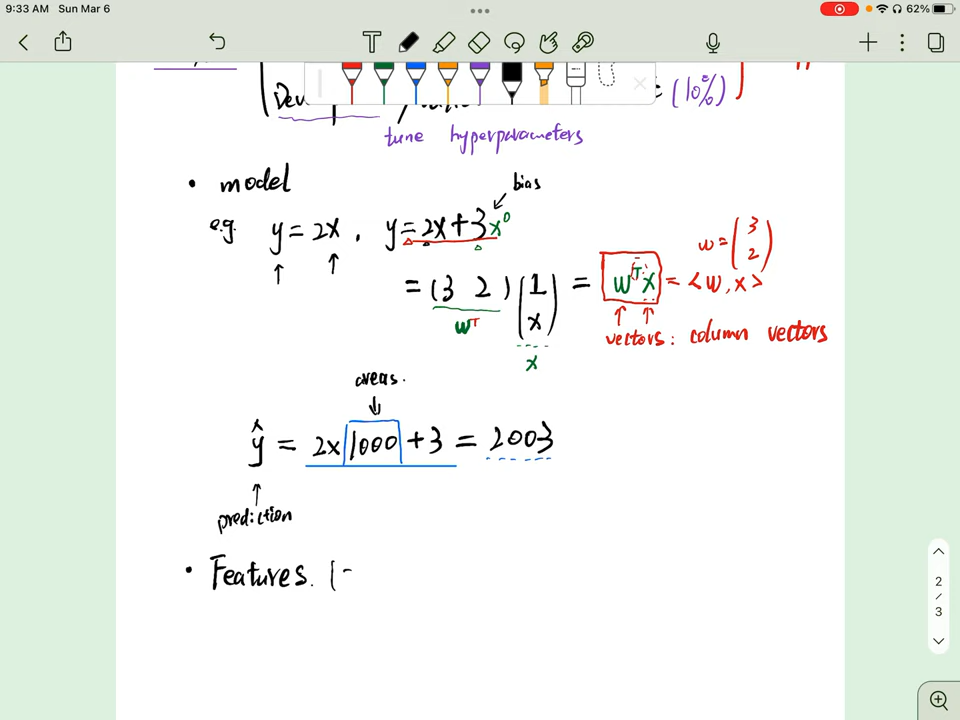 9:33 AM Sun Mar 6
62%
T
(10%)
tune hyperparameters
• model
bias
e.g. y = 2x , y = 2x + 3x⁰
w = (3 2)
= (3 2) (1 x) = wᵀx = <w, x>
wᵀ
x
vectors: column vectors
areas.
ŷ = 2x 1000 + 3 = 2003
prediction
• Features. (-
2
/
3